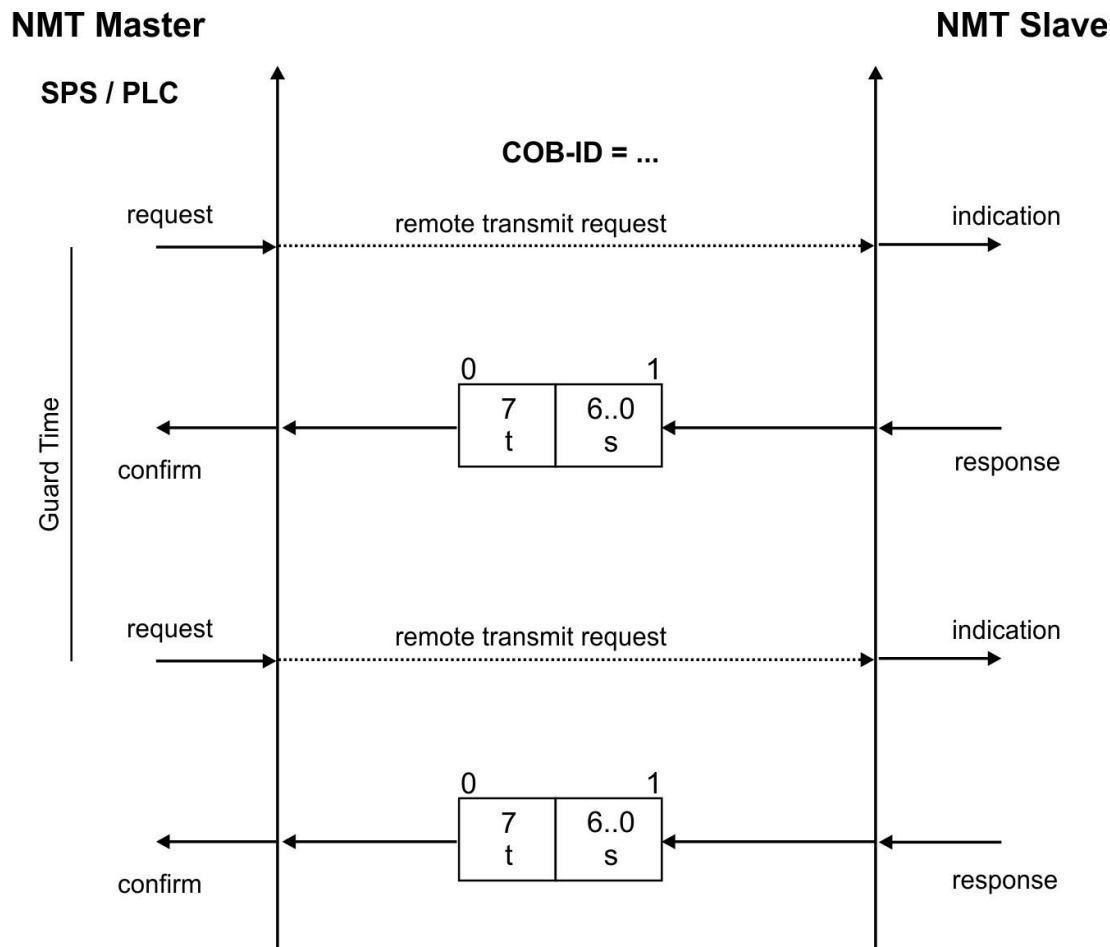 NMT Master
NMT Slave
SPS / PLC
COB-ID = ...
request
remote transmit request
indication
0
1
7
6..0
t
s
confirm
response
Guard Time
request
remote transmit request
indication
0
1
7
6..0
t
s
confirm
response